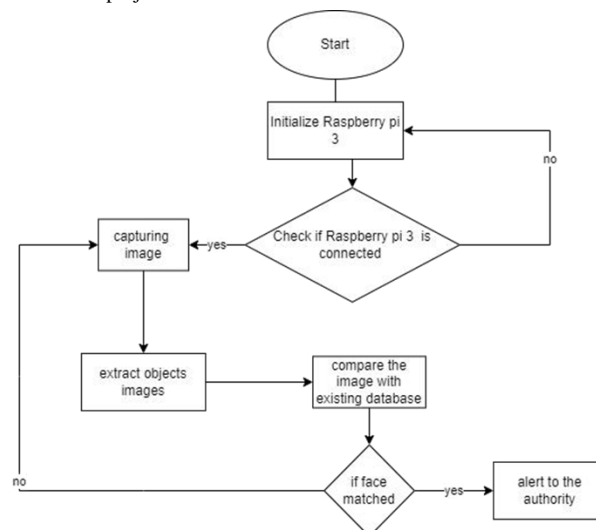 Start
Initialize Raspberry pi
3
no
Check if Raspberry pi 3 is
connected
yes
capturing
image
extract objects
images
compare the
image with
existing database
no
if face
matched
yes
alert to the
authority